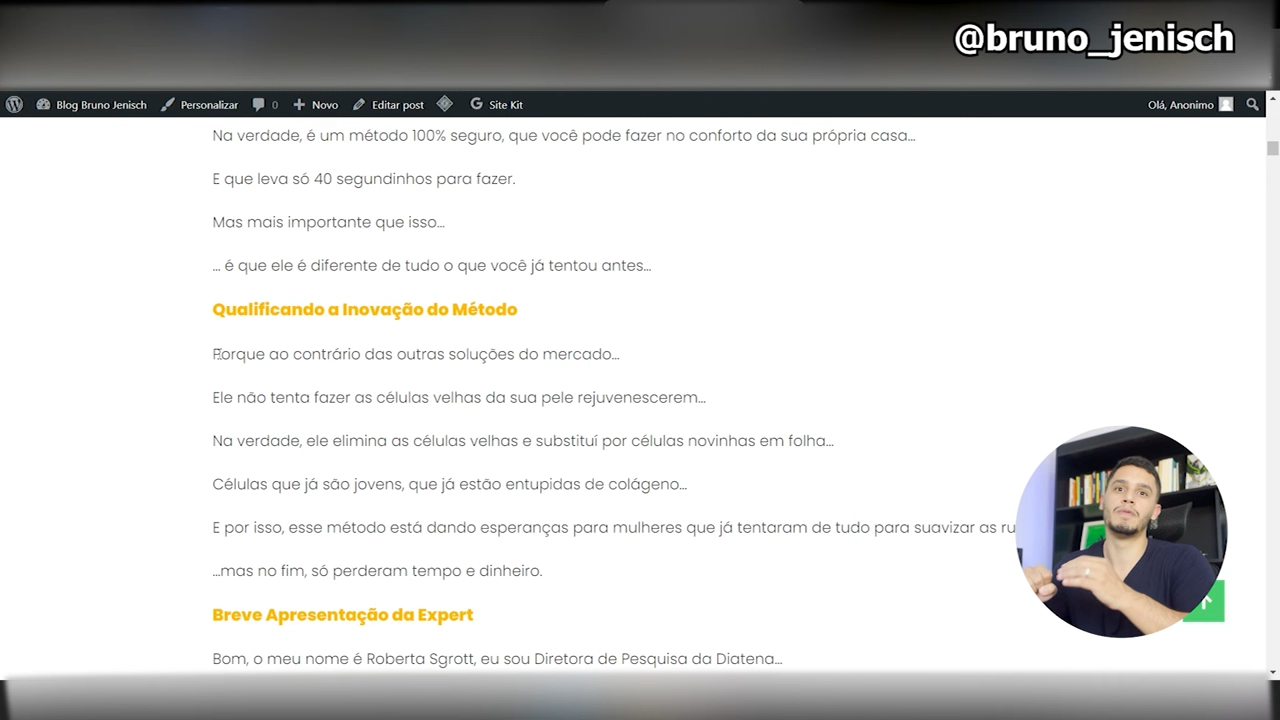 @bruno_jenisch
Blog Bruno Jenisch Personalizar 0 Novo Editar post Site Kit Olá, Anonimo
Na verdade, é um método 100% seguro, que você pode fazer no conforto da sua própria casa...
E que leva só 40 segundinhos para fazer.
Mas mais importante que isso...
... é que ele é diferente de tudo o que você já tentou antes...
Qualificando a Inovação do Método
Porque ao contrário das outras soluções do mercado...
Ele não tenta fazer as células velhas da sua pele rejuvenescerem...
Na verdade, ele elimina as células velhas e substituí por células novinhas em folha...
Células que já são jovens, que já estão entupidas de colágeno...
E por isso, esse método está dando esperanças para mulheres que já tentaram de tudo para suavizar as
...mas no fim, só perderam tempo e dinheiro.
Breve Apresentação da Expert
Bom, o meu nome é Roberta Sgrott, eu sou Diretora de Pesquisa da Diatena...